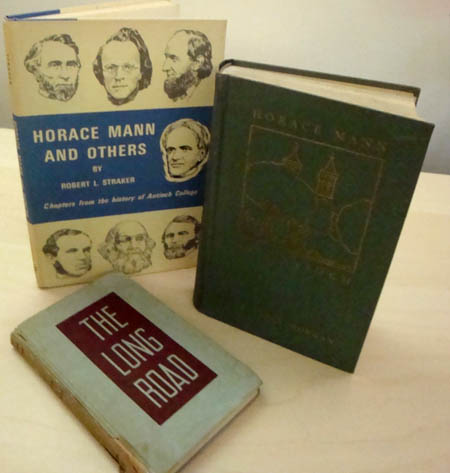 HORACE MANN
AND OTHERS
BY
ROBERT L. STRAKER
Chapters from the history of Antioch College
HORACE MANN
THE
LONG
ROAD